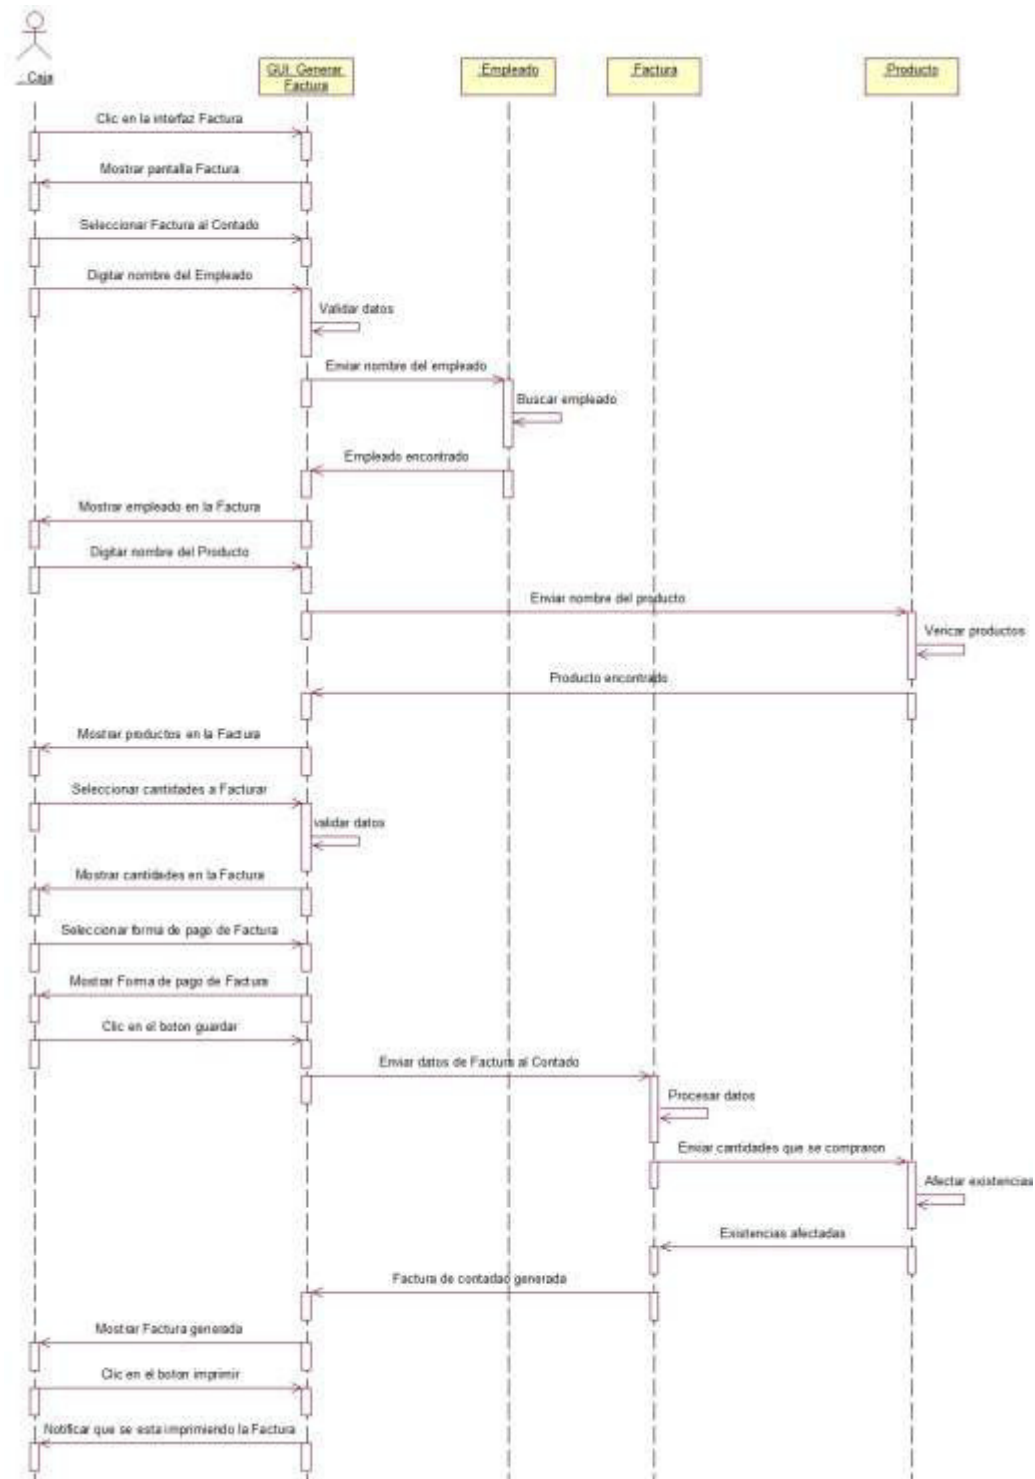 : Caja
GUI: Generar
Factura
:Empleado
:Factura
:Producto
Clic en la interfaz Factura
Mostrar pantalla Factura
Seleccionar Factura al Contado
Digitar nombre del Empleado
Validar datos
Enviar nombre del empleado
Buscar empleado
Empleado encontrado
Mostrar empleado en la Factura
Digitar nombre del Producto
Enviar nombre del producto
Vericar productos
Producto encontrado
Mostrar productos en la Factura
Seleccionar cantidades a Facturar
validar datos
Mostrar cantidades en la Factura
Seleccionar forma de pago de Factura
Mostrar Forma de pago de Factura
Clic en el boton guardar
Enviar datos de Factura al Contado
Procesar datos
Enviar cantidades que se compraron
Afectar existencias
Existencias afectadas
Factura de contadao generada
Mostrar Factura generada
Clic en el boton imprimir
Notificar que se esta imprimiendo la Factura